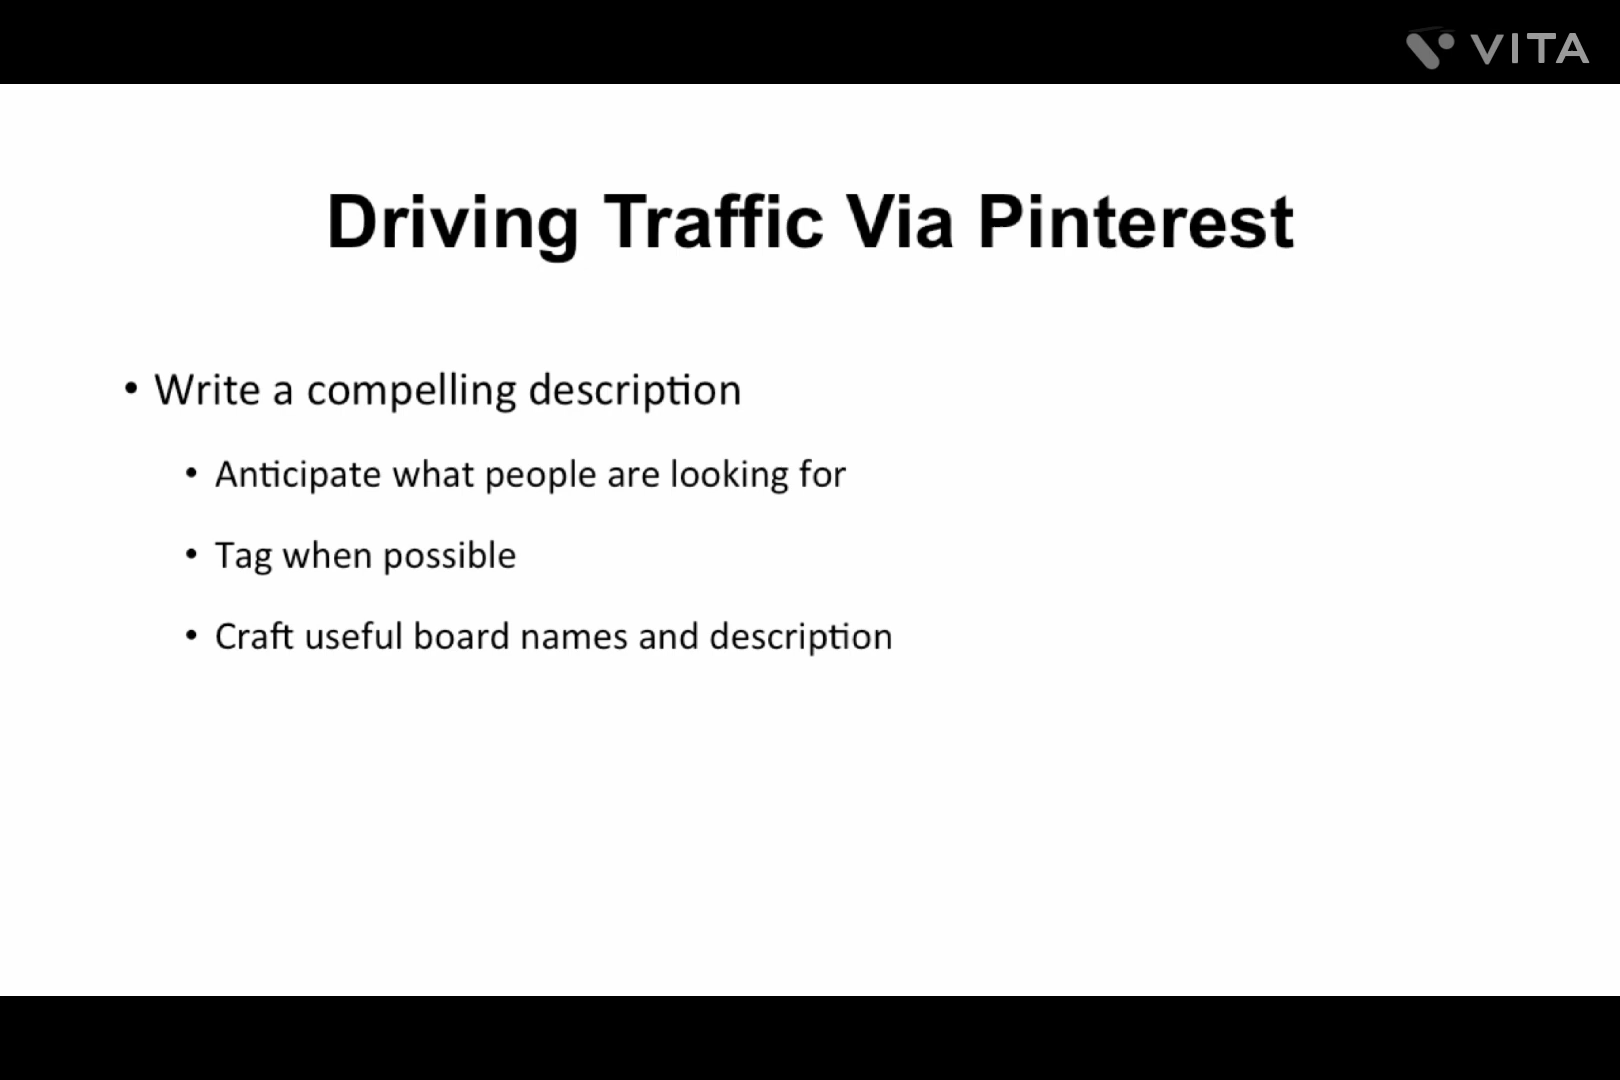 VITA
Driving Traffic Via Pinterest
• Write a compelling description
• Anticipate what people are looking for
• Tag when possible
• Craft useful board names and description